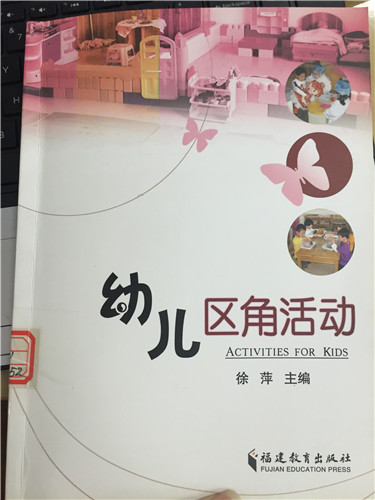 幼儿区角活动
ACTIVITIES FOR KIDS
徐萍 主编
福建教育出版社
FUJIAN EDUCATION PRESS
52